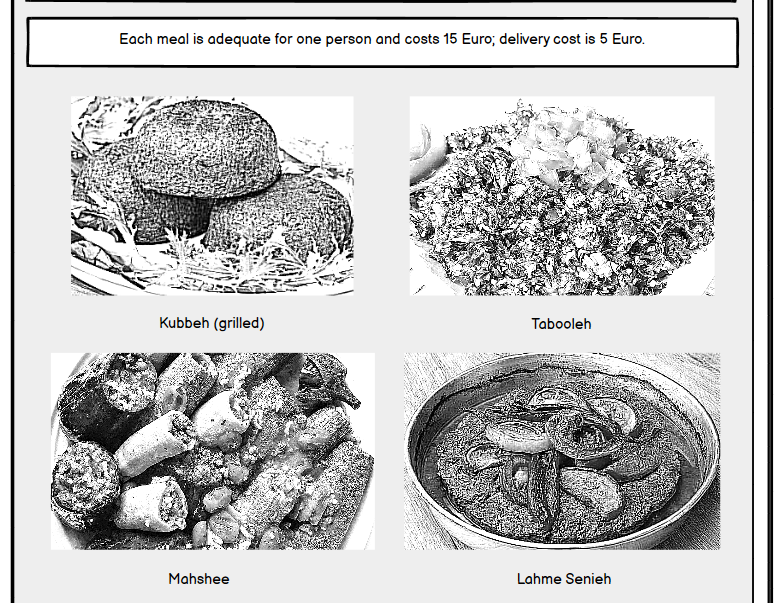 Each meal is adequate for one person and costs 15 Euro; delivery cost is 5 Euro.
Kubbeh (grilled)
Tabooleh
Mahshee
Lahme Senieh